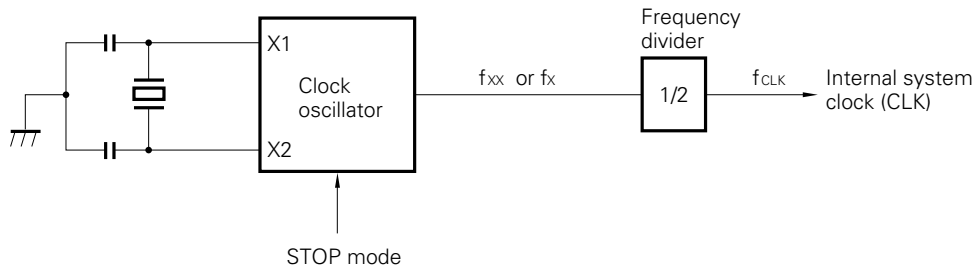 Frequency
divider
X1
Clock
oscillator
fXX or fX
1/2
fCLK
Internal system
clock (CLK)
X2
STOP mode